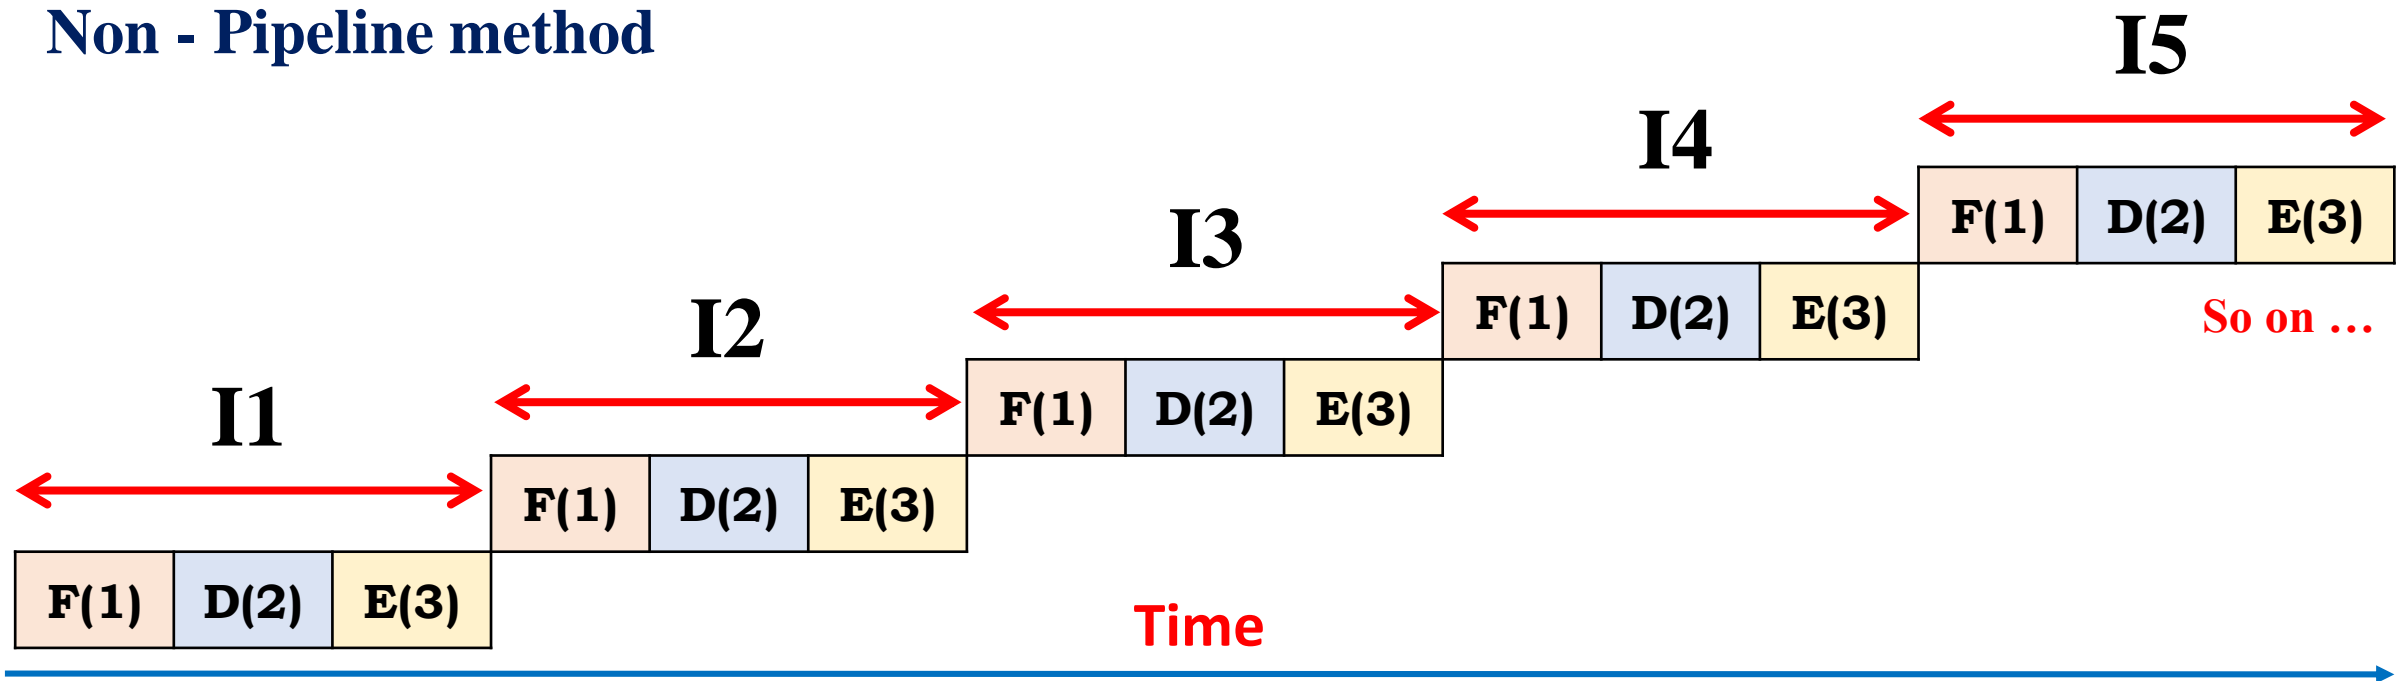 Non - Pipeline method
I5
I4
F(1) D(2) E(3)
I3
F(1) D(2) E(3)
So on …
I2
F(1) D(2) E(3)
I1
F(1) D(2) E(3)
F(1) D(2) E(3)
Time